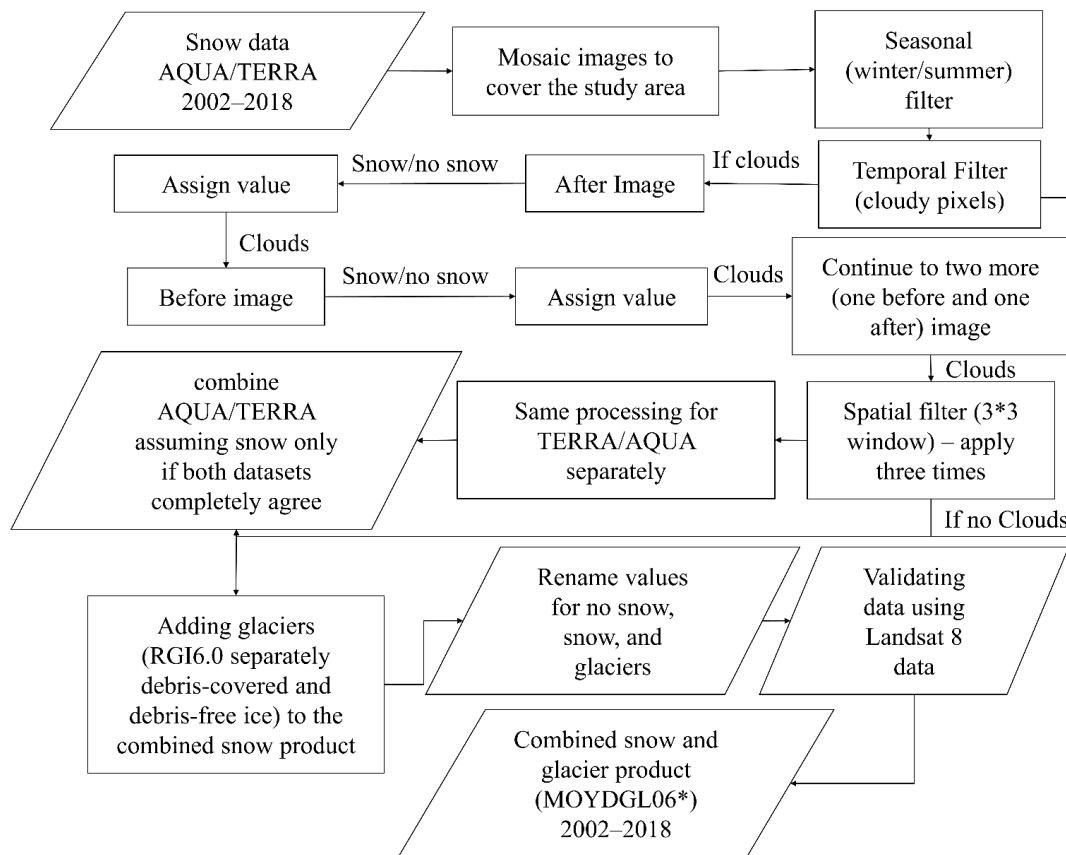 Snow data
AQUA/TERRA
2002–2018
Mosaic images to
cover the study area
Seasonal
(winter/summer)
filter
Temporal Filter
(cloudy pixels)
If clouds
After Image
Snow/no snow
Assign value
Clouds
Before image
Snow/no snow
Assign value
Clouds
Continue to two more
(one before and one
after) image
Clouds
Spatial filter (3*3
window) – apply
three times
Same processing for
TERRA/AQUA
separately
combine
AQUA/TERRA
assuming snow only
if both datasets
completely agree
If no Clouds
Adding glaciers
(RGI6.0 separately
debris-covered and
debris-free ice) to the
combined snow product
Rename values
for no snow,
snow, and
glaciers
Validating
data using
Landsat 8
data
Combined snow and
glacier product
(MOYDGL06*)
2002–2018